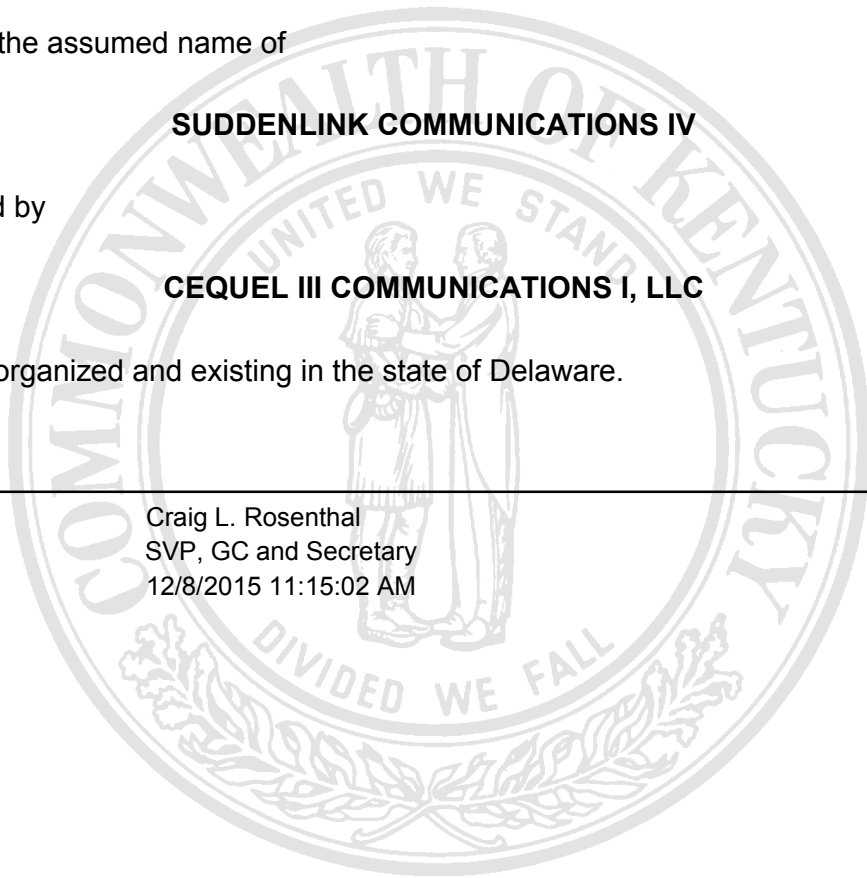 the assumed name of
SUDDENLINK COMMUNICATIONS IV
d by
CEQUEL III COMMUNICATIONS I, LLC
organized and existing in the state of Delaware.
Craig L. Rosenthal
SVP, GC and Secretary
12/8/2015 11:15:02 AM
COMMONWEALTH OF KENTUCKY
UNITED WE STAND
DIVIDED WE FALL